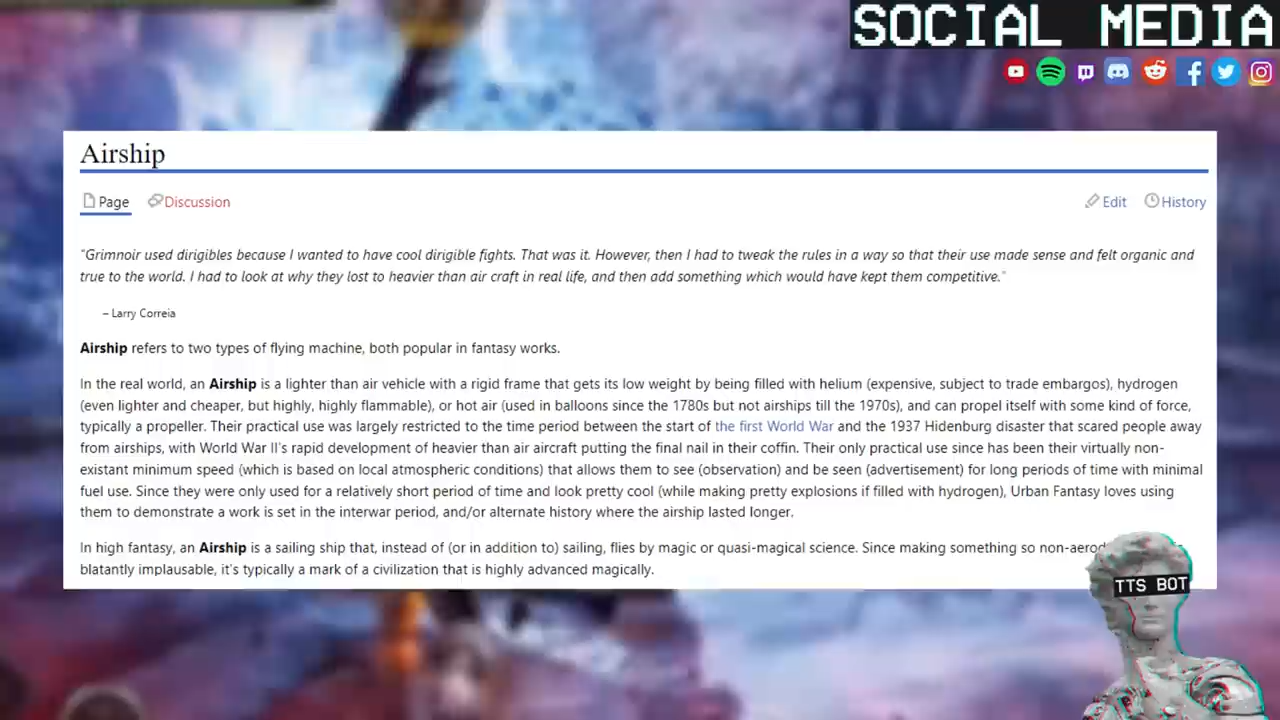 SOCIAL MEDIA
Airship
Page Discussion Edit History
"Grimnoir used dirigibles because I wanted to have cool dirigible fights. That was it. However, then I had to tweak the rules in a way so that their use made sense and felt organic and
true to the world. I had to look at why they lost to heavier than air craft in real life, and then add something which would have kept them competitive."
– Larry Correia
Airship refers to two types of flying machine, both popular in fantasy works.
In the real world, an Airship is a lighter than air vehicle with a rigid frame that gets its low weight by being filled with helium (expensive, subject to trade embargos), hydrogen
(even lighter and cheaper, but highly, highly flammable), or hot air (used in balloons since the 1780s but not airships till the 1970s), and can propel itself with some kind of force,
typically a propeller. Their practical use was largely restricted to the time period between the start of the first World War and the 1937 Hidenburg disaster that scared people away
from airships, with World War II's rapid development of heavier than air aircraft putting the final nail in their coffin. Their only practical use since has been their virtually non-
existant minimum speed (which is based on local atmospheric conditions) that allows them to see (observation) and be seen (advertisement) for long periods of time with minimal
fuel use. Since they were only used for a relatively short period of time and look pretty cool (while making pretty explosions if filled with hydrogen), Urban Fantasy loves using
them to demonstrate a work is set in the interwar period, and/or alternate history where the airship lasted longer.
In high fantasy, an Airship is a sailing ship that, instead of (or in addition to) sailing, flies by magic or quasi-magical science. Since making something so
blatantly implausable, it's typically a mark of a civilization that is highly advanced magically.
TTS BOT